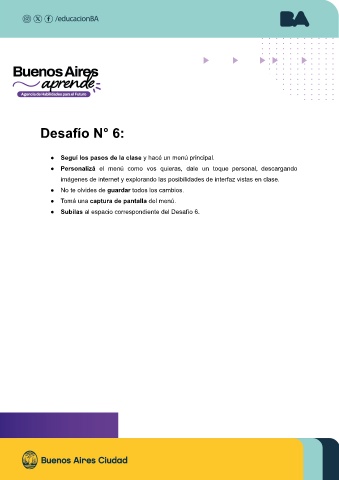 /educacionBA
BA
Buenos Aires
aprende
Agencia de Habilidades para el Futuro
Desafío N° 6:
● Seguí los pasos de la clase y hacé un menú principal.
● Personalizá el menú como vos quieras, dale un toque personal, descargando
imágenes de internet y explorando las posibilidades de interfaz vistas en clase.
● No te olvides de guardar todos los cambios.
● Tomá una captura de pantalla del menú.
● Subilas al espacio correspondiente del Desafío 6.
Buenos Aires Ciudad